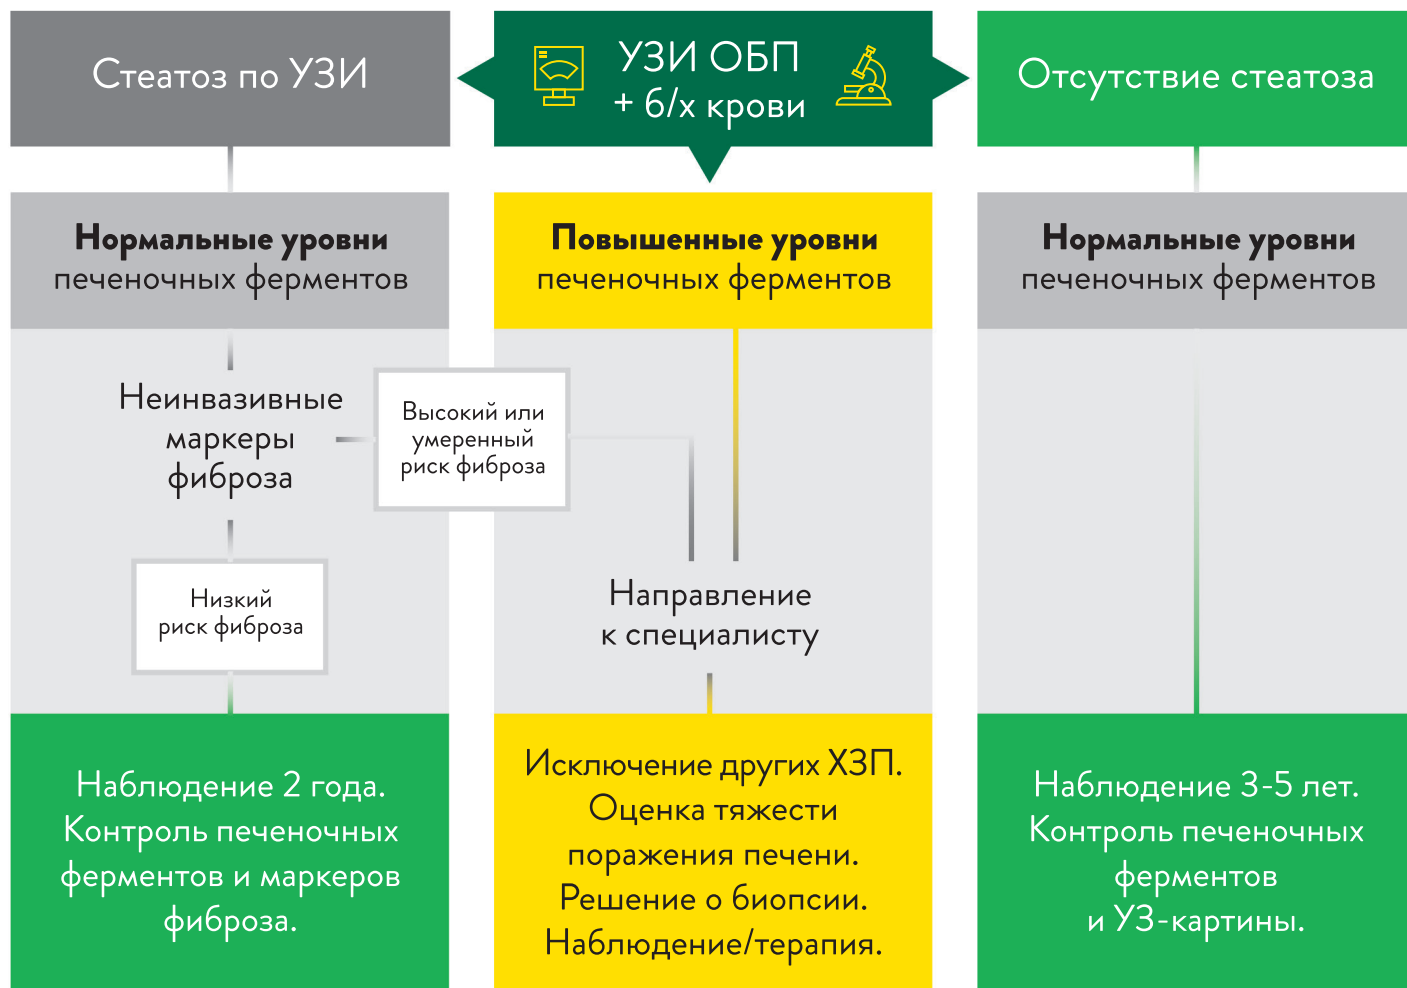 Стеатоз по УЗИ
УЗИ ОБП
+ б/х крови
Отсутствие стеатоза
Нормальные уровни
печеночных ферментов
Повышенные уровни
печеночных ферментов
Нормальные уровни
печеночных ферментов
Неинвазивные
маркеры
фиброза
Высокий или
умеренный
риск фиброза
Низкий
риск фиброза
Направление
к специалисту
Наблюдение 2 года.
Контроль печеночных
ферментов и маркеров
фиброза.
Исключение других ХЗП.
Оценка тяжести
поражения печени.
Решение о биопсии.
Наблюдение/терапия.
Наблюдение 3-5 лет.
Контроль печеночных
ферментов
и УЗ-картины.